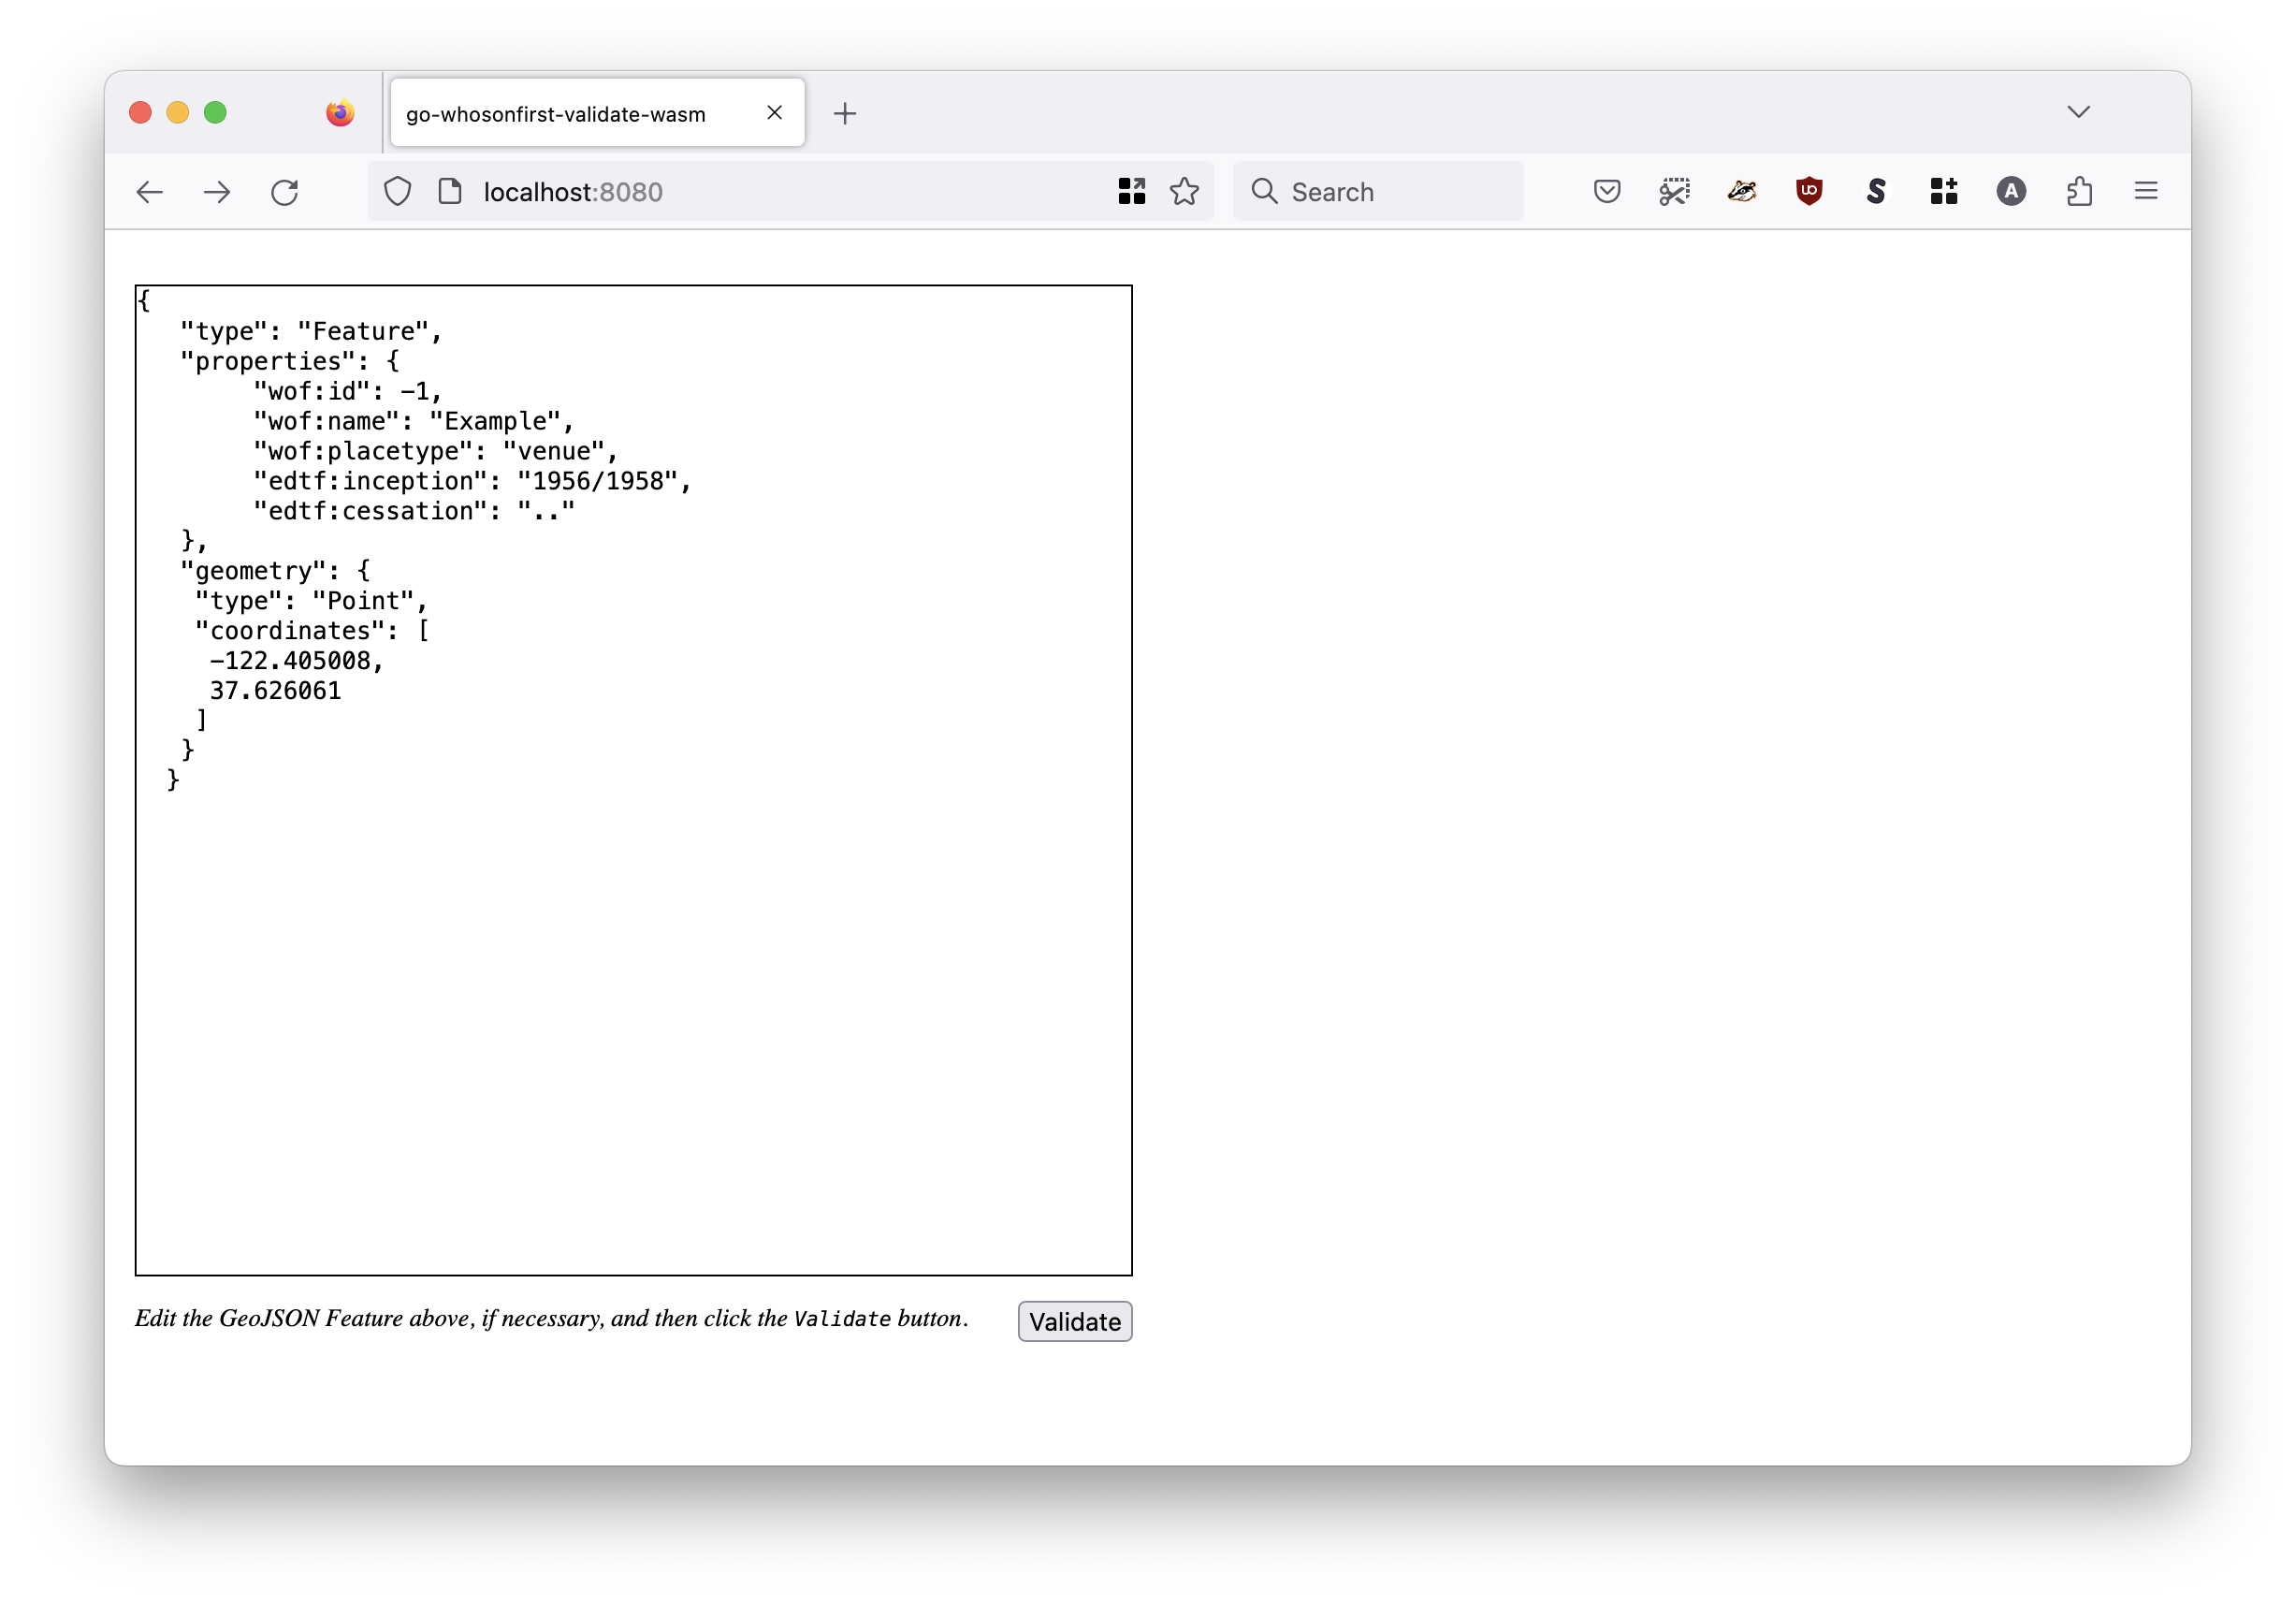 go-whosonfirst-validate-wasm
localhost:8080
Search
{
"type": "Feature",
"properties": {
"wof:id": -1,
"wof:name": "Example",
"wof:placetype": "venue",
"edtf:inception": "1956/1958",
"edtf:cessation": ".."
},
"geometry": {
"type": "Point",
"coordinates": [
-122.405008,
37.626061
]
}
}
Edit the GeoJSON Feature above, if necessary, and then click the Validate button.
Validate